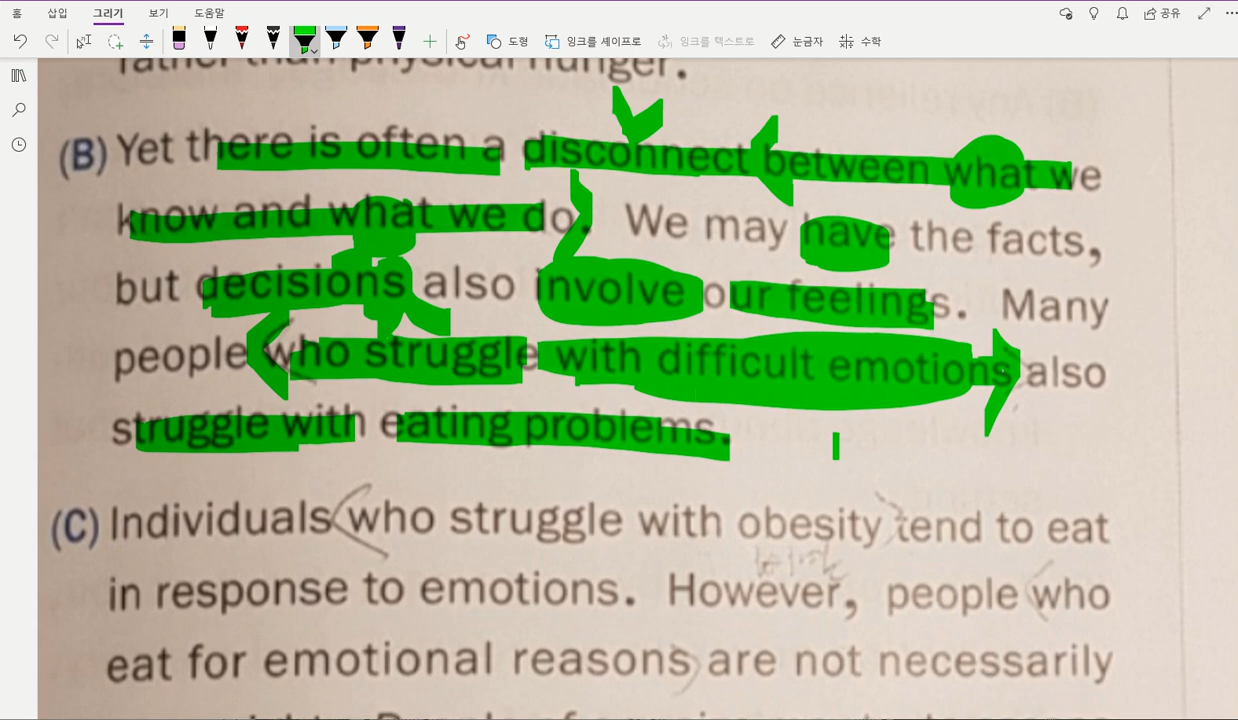 홈 삽입 그리기 보기 도움말 공유
도형 잉크를 셰이프로 잉크를 텍스트로 눈금자 수학
rather than physical hunger.
(B) Yet there is often a disconnect between what we
know and what we do. We may have the facts,
but decisions also involve our feelings. Many
people who struggle with difficult emotions also
struggle with eating problems.
(C) Individuals who struggle with obesity tend to eat
in response to emotions. However, people who
eat for emotional reasons are not necessarily